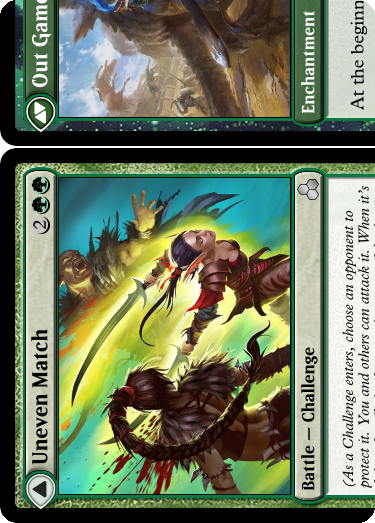 Out Game
Enchantment
At the beginn
Uneven Match
2
Battle — Challenge
(As a Challenge enters, choose an opponent to
protect it. You and others can attack it. When it's